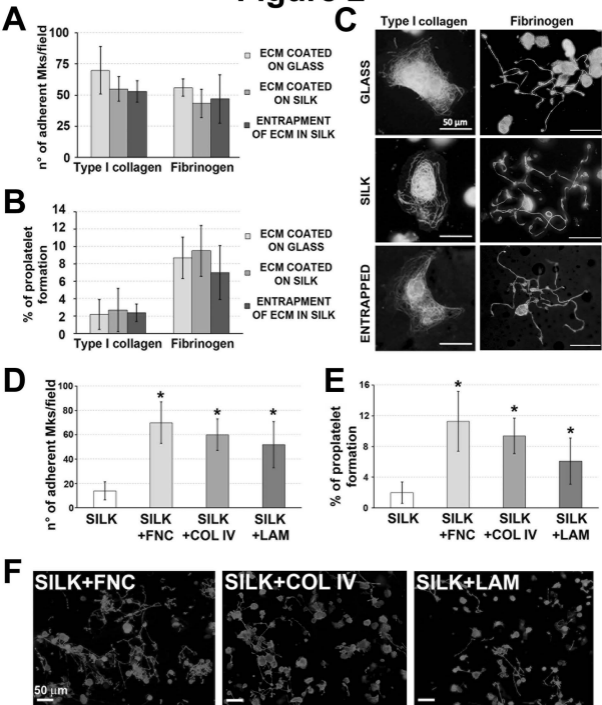 A
n° of adherent Mks/field
100
75
50
25
0
Type I collagen
Fibrinogen
ECM COATED
ON GLASS
ECM COATED
ON SILK
ENTRAPMENT
OF ECM IN SILK
B
% of proplatelet
formation
14
12
10
8
6
4
2
0
Type I collagen
Fibrinogen
ECM COATED
ON GLASS
ECM COATED
ON SILK
ENTRAPMENT
OF ECM IN SILK
C
Type I collagen
Fibrinogen
GLASS
50 µm
SILK
ENTRAPPED
D
n° of adherent Mks/field
100
80
60
40
20
0
*
*
*
SILK
SILK
+FNC
SILK
+COL IV
SILK
+LAM
E
% of proplatelet
formation
16
12
8
4
0
*
*
*
SILK
SILK
+FNC
SILK
+COL IV
SILK
+LAM
F
SILK+FNC
SILK+COL IV
SILK+LAM
50 µm